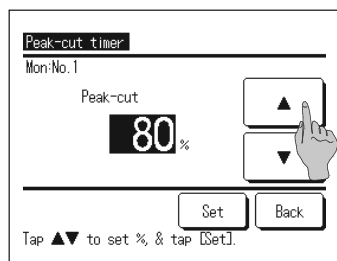 Peak-cut timer
Mon:No.1
Peak-cut
80 %
▲
▼
Set Back
Tap ▲▼ to set %, & tap [Set].